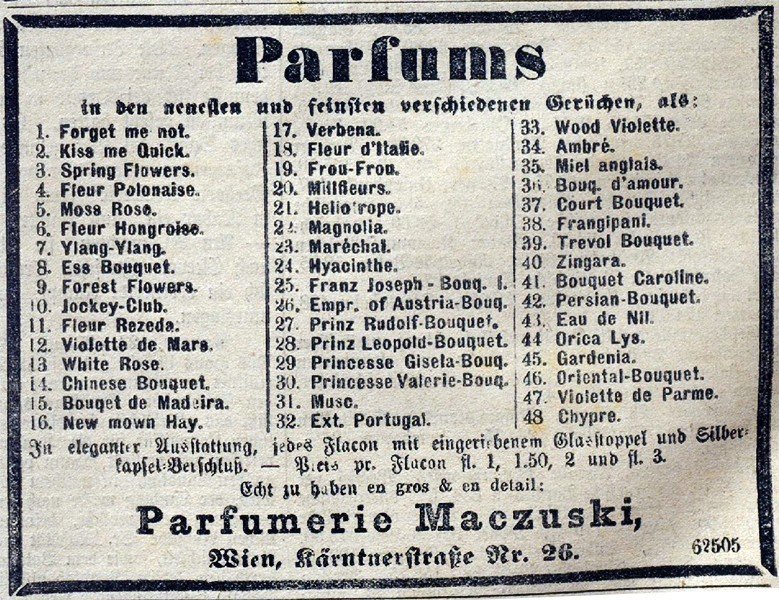 Parfums
in den neuesten und feinsten verschiedenen Gerüchen, als:
1. Forget me not.
2. Kiss me Quick.
3. Spring Flowers.
4. Fleur Polonaise.
5. Moss Rose.
6. Fleur Hongroise.
7. Ylang-Ylang.
8. Ess Bouquet.
9. Forest Flowers.
10. Jockey-Club.
11. Fleur Rezeda.
12. Violette de Mars.
13 White Rose.
14. Chinese Bouquet.
15. Bouqet de Madeira.
16. New mown Hay.
17. Verbena.
18. Fleur d'Italie.
19. Frou-Frou.
20. Millfleurs.
21. Heliotrope.
22. Magnolia.
23. Maréchal.
24. Hyacinthe.
25. Franz Joseph-Bouq. I.
26. Empr. of Austria-Bouq.
27. Prinz Rudolf-Bouquet.
28. Prinz Leopold-Bouquet.
29 Princesse Gisela-Bouq.
30. Princesse Valerie-Bouq.
31. Musc.
32. Ext. Portugal.
33. Wood Violette.
34. Ambré.
35. Miel anglais.
36. Bouq. d'amour.
37. Court Bouquet.
38. Frangipani.
39. Trevol Bouquet.
40 Zingara.
41. Bouquet Caroline.
42. Persian-Bouquet.
43. Eau de Nil.
44 Orica Lys.
45. Gardenia.
46. Oriental-Bouquet.
47. Violette de Parme.
48 Chypre.
In eleganter Ausstattung, jedes Flacon mit eingeriebenem Glasstoppel und Silber-
kapsel-Verschluß. — Preis pr. Flacon fl. 1, 1.50, 2 und fl. 3.
Echt zu haben en gros & en detail:
Parfumerie Maczuski,
Wien, Kärntnerstraße Nr. 26.
62505